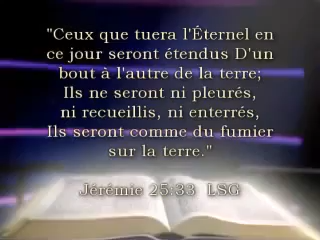 "Ceux que tuera l'Éternel en
ce jour seront étendus D'un
bout à l'autre de la terre;
Ils ne seront ni pleurés,
ni recueillis, ni enterrés,
Ils seront comme du fumier
sur la terre."
Jérémie 25:33 LSG